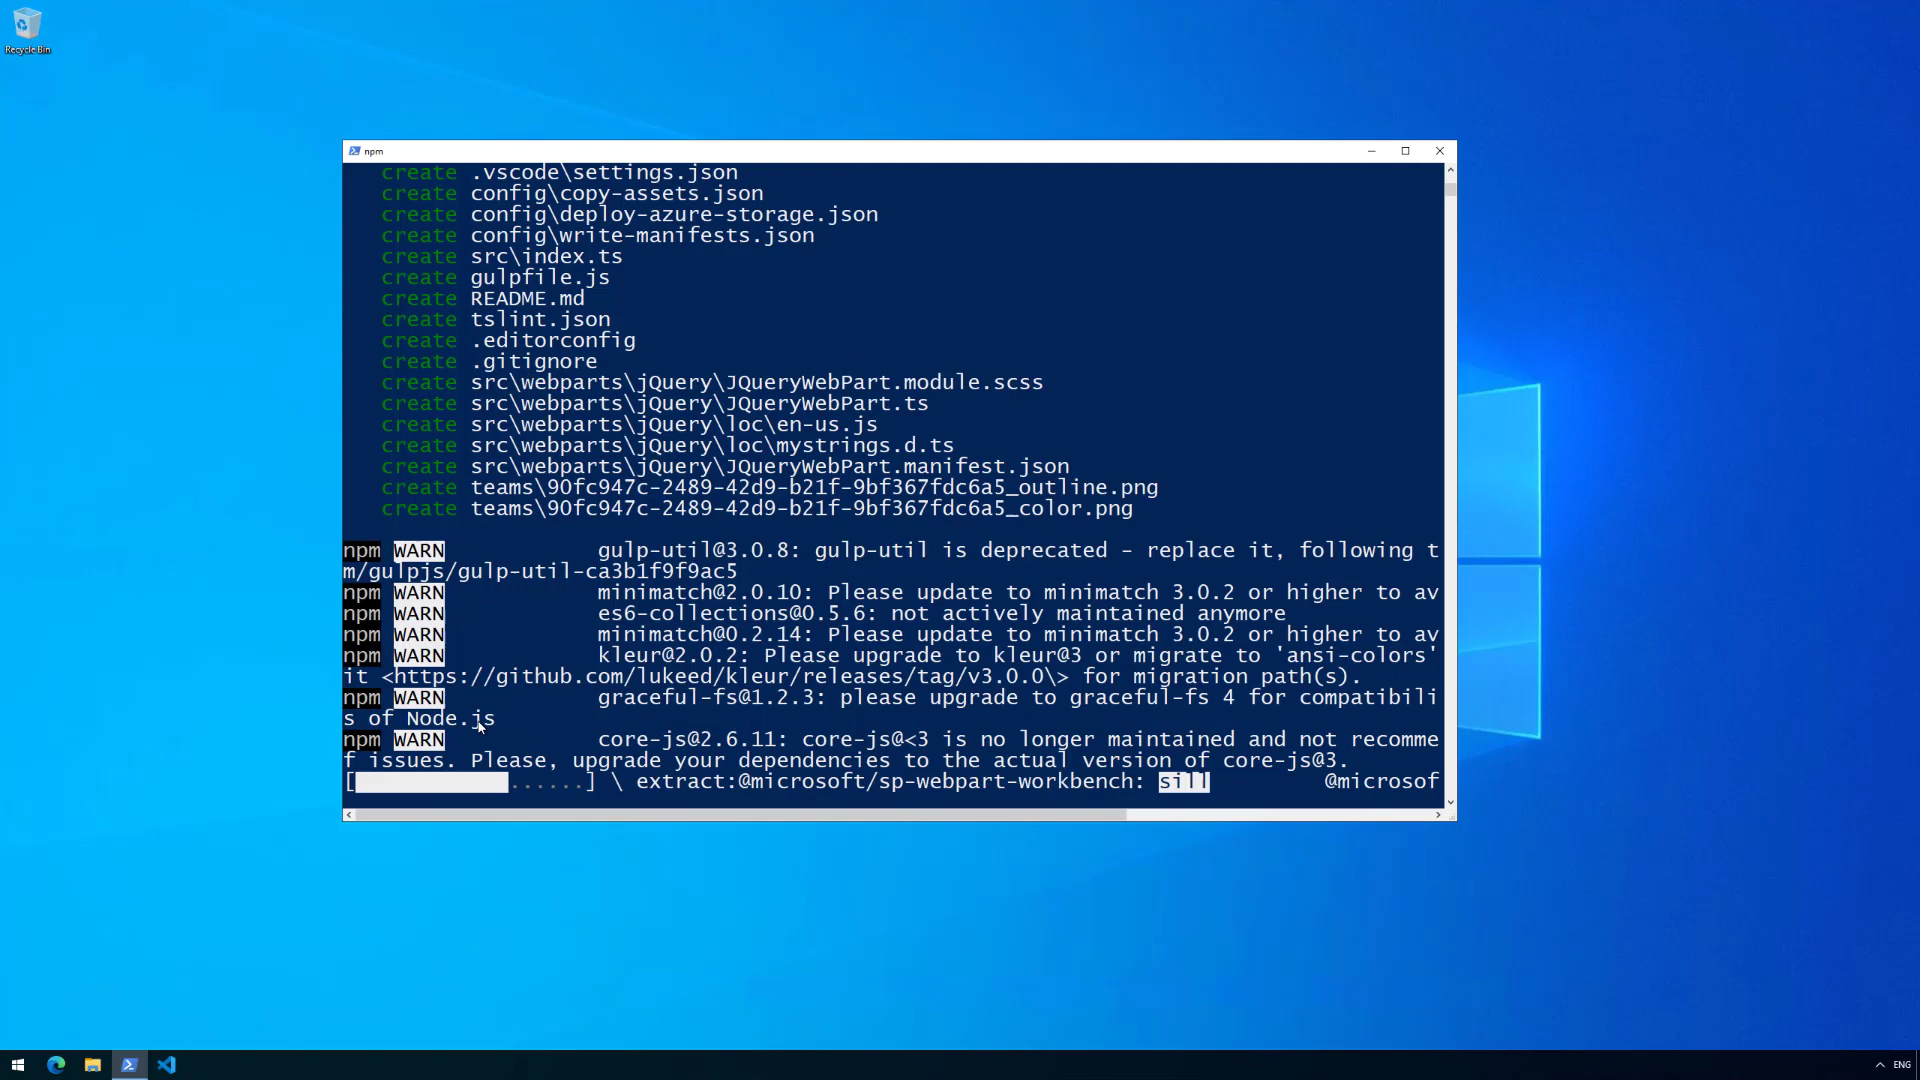 Recycle Bin
npm
create .vscode\settings.json
create config\copy-assets.json
create config\deploy-azure-storage.json
create config\write-manifests.json
create src\index.ts
create gulpfile.js
create README.md
create tslint.json
create .editorconfig
create .gitignore
create src\webparts\jQuery\JQueryWebPart.module.scss
create src\webparts\jQuery\JQueryWebPart.ts
create src\webparts\jQuery\loc\en-us.js
create src\webparts\jQuery\loc\mystrings.d.ts
create src\webparts\jQuery\JQueryWebPart.manifest.json
create teams\90fc947c-2489-42d9-b21f-9bf367fdc6a5_outline.png
create teams\90fc947c-2489-42d9-b21f-9bf367fdc6a5_color.png
npm WARN gulp-util@3.0.8: gulp-util is deprecated - replace it, following t
m/gulpjs/gulp-util-ca3b1f9f9ac5
npm WARN minimatch@2.0.10: Please update to minimatch 3.0.2 or higher to av
npm WARN es6-collections@0.5.6: not actively maintained anymore
npm WARN minimatch@0.2.14: Please update to minimatch 3.0.2 or higher to av
npm WARN kleur@2.0.2: Please upgrade to kleur@3 or migrate to 'ansi-colors'
it <https://github.com/lukeed/kleur/releases/tag/v3.0.0\> for migration path(s).
npm WARN graceful-fs@1.2.3: please upgrade to graceful-fs 4 for compatibili
s of Node.js
npm WARN core-js@2.6.11: core-js@<3 is no longer maintained and not recomme
f issues. Please, upgrade your dependencies to the actual version of core-js@3.
[            ......] \ extract:@microsoft/sp-webpart-workbench: sill @microsof
ENG